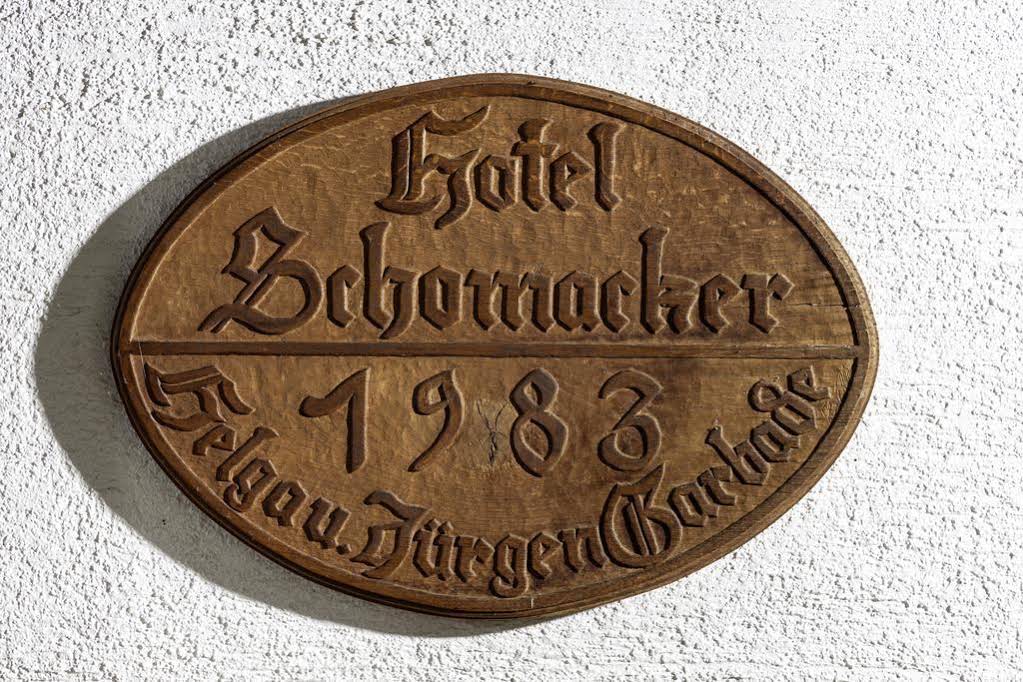 Hotel
Schomacker
1983
Helga u. Jürgen Garbade